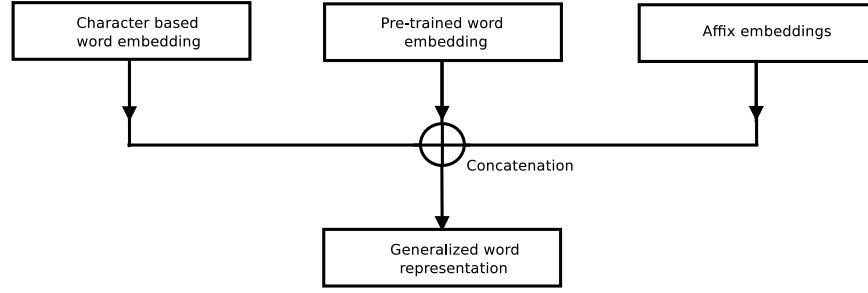 Character based
word embedding
Pre-trained word
embedding
Affix embeddings
Concatenation
Generalized word
representation